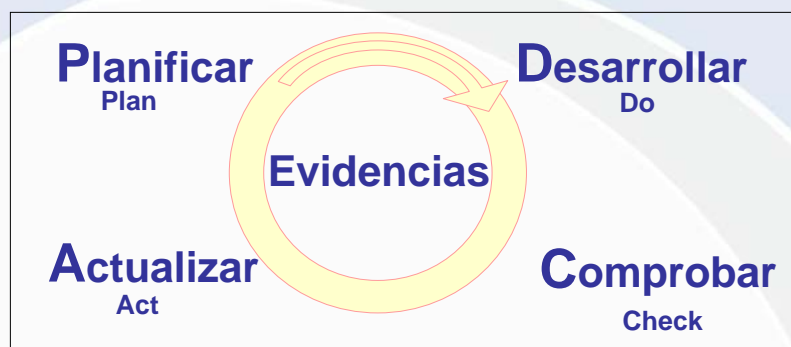 Planificar
Plan
Desarrollar
Do
Evidencias
Actualizar
Act
Comprobar
Check